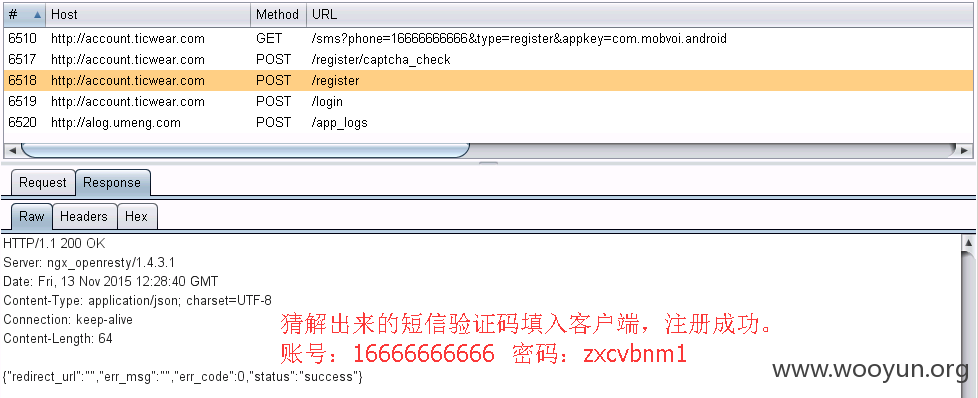 # Host Method URL
6510 http://account.ticwear.com GET /sms?phone=16666666666&type=register&appkey=com.mobvoi.android
6517 http://account.ticwear.com POST /register/captcha_check
6518 http://account.ticwear.com POST /register
6519 http://account.ticwear.com POST /login
6520 http://alog.umeng.com POST /app_logs
Request Response
Raw Headers Hex
HTTP/1.1 200 OK
Server: ngx_openresty/1.4.3.1
Date: Fri, 13 Nov 2015 12:28:40 GMT
Content-Type: application/json; charset=UTF-8
Connection: keep-alive
Content-Length: 64
猜解出来的短信验证码填入客户端，注册成功。
账号：16666666666 密码：zxcvbnm1
{"redirect_url":"","err_msg":"","err_code":0,"status":"success"}
www.wooyun.org